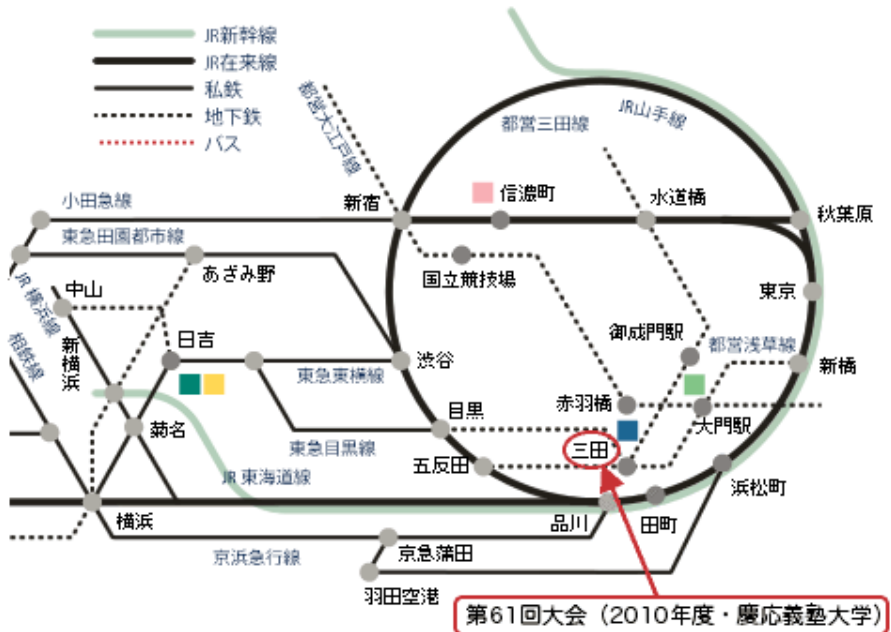 JR新幹線
JR在来線
私鉄
地下鉄
バス
都営大江戸線
都営三田線
JR山手線
小田急線
新宿
信濃町
水道橋
秋葉原
東急田園都市線
あざみ野
国立競技場
東京
JR 横浜線
中山
御成門駅
都営浅草線
新橋
相鉄線
新横浜
日吉
東急東横線
渋谷
赤羽橋
大門駅
目黒
菊名
東急目黒線
三田
五反田
JR 東海道線
浜松町
横浜
品川
田町
京浜急行線
京急蒲田
羽田空港
第61回大会（2010年度・慶応義塾大学）